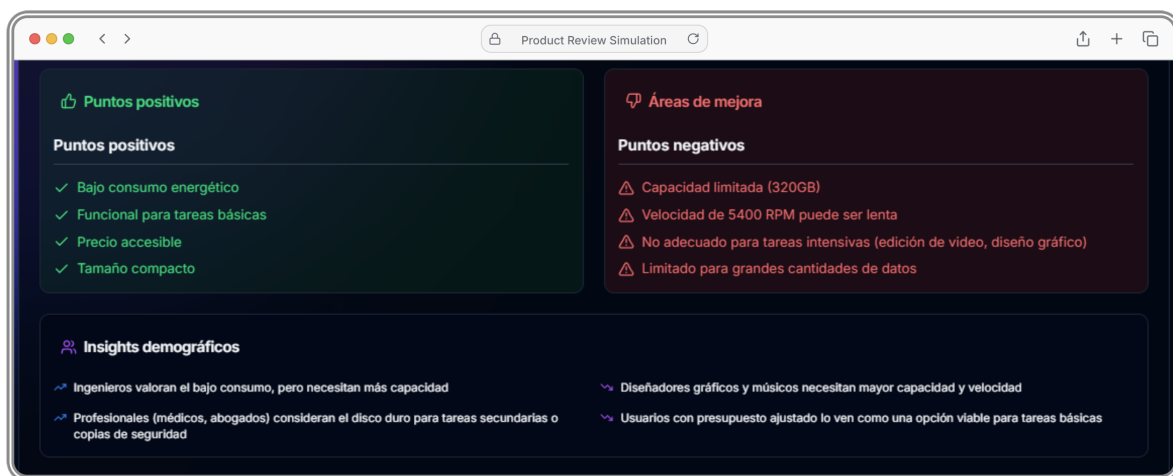 Product Review Simulation
Puntos positivos
Puntos positivos
Bajo consumo energético
Funcional para tareas básicas
Precio accesible
Tamaño compacto
Áreas de mejora
Puntos negativos
Capacidad limitada (320GB)
Velocidad de 5400 RPM puede ser lenta
No adecuado para tareas intensivas (edición de video, diseño gráfico)
Limitado para grandes cantidades de datos
Insights demográficos
Ingenieros valoran el bajo consumo, pero necesitan más capacidad
Profesionales (médicos, abogados) consideran el disco duro para tareas secundarias o
copias de seguridad
Diseñadores gráficos y músicos necesitan mayor capacidad y velocidad
Usuarios con presupuesto ajustado lo ven como una opción viable para tareas básicas